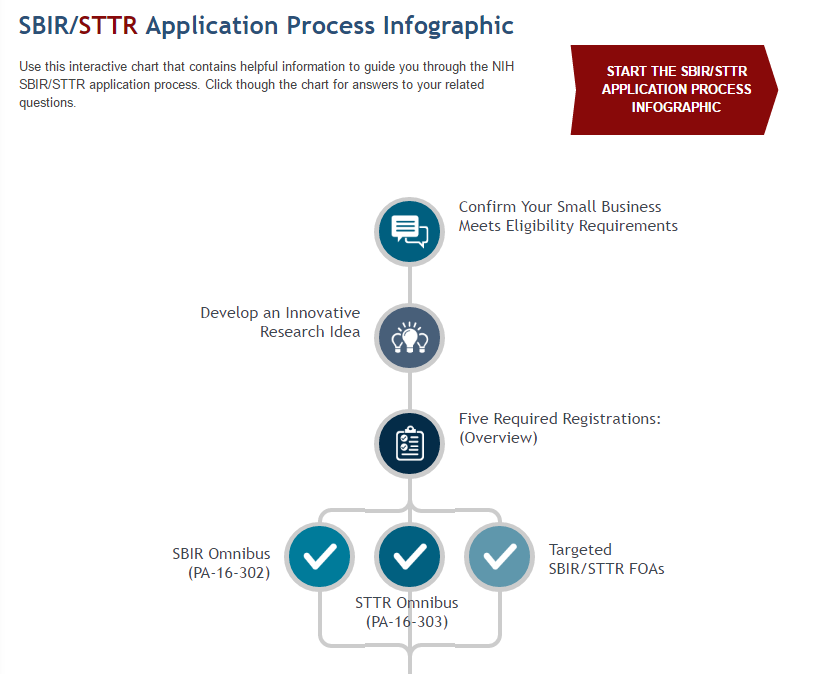 SBIR/STTR Application Process Infographic
Use this interactive chart that contains helpful information to guide you through the NIH
SBIR/STTR application process. Click though the chart for answers to your related
questions.
START THE SBIR/STTR
APPLICATION PROCESS
INFOGRAPHIC
Confirm Your Small Business
Meets Eligibility Requirements
Develop an Innovative
Research Idea
Five Required Registrations:
(Overview)
SBIR Omnibus
(PA-16-302)
STTR Omnibus
(PA-16-303)
Targeted
SBIR/STTR FOAs